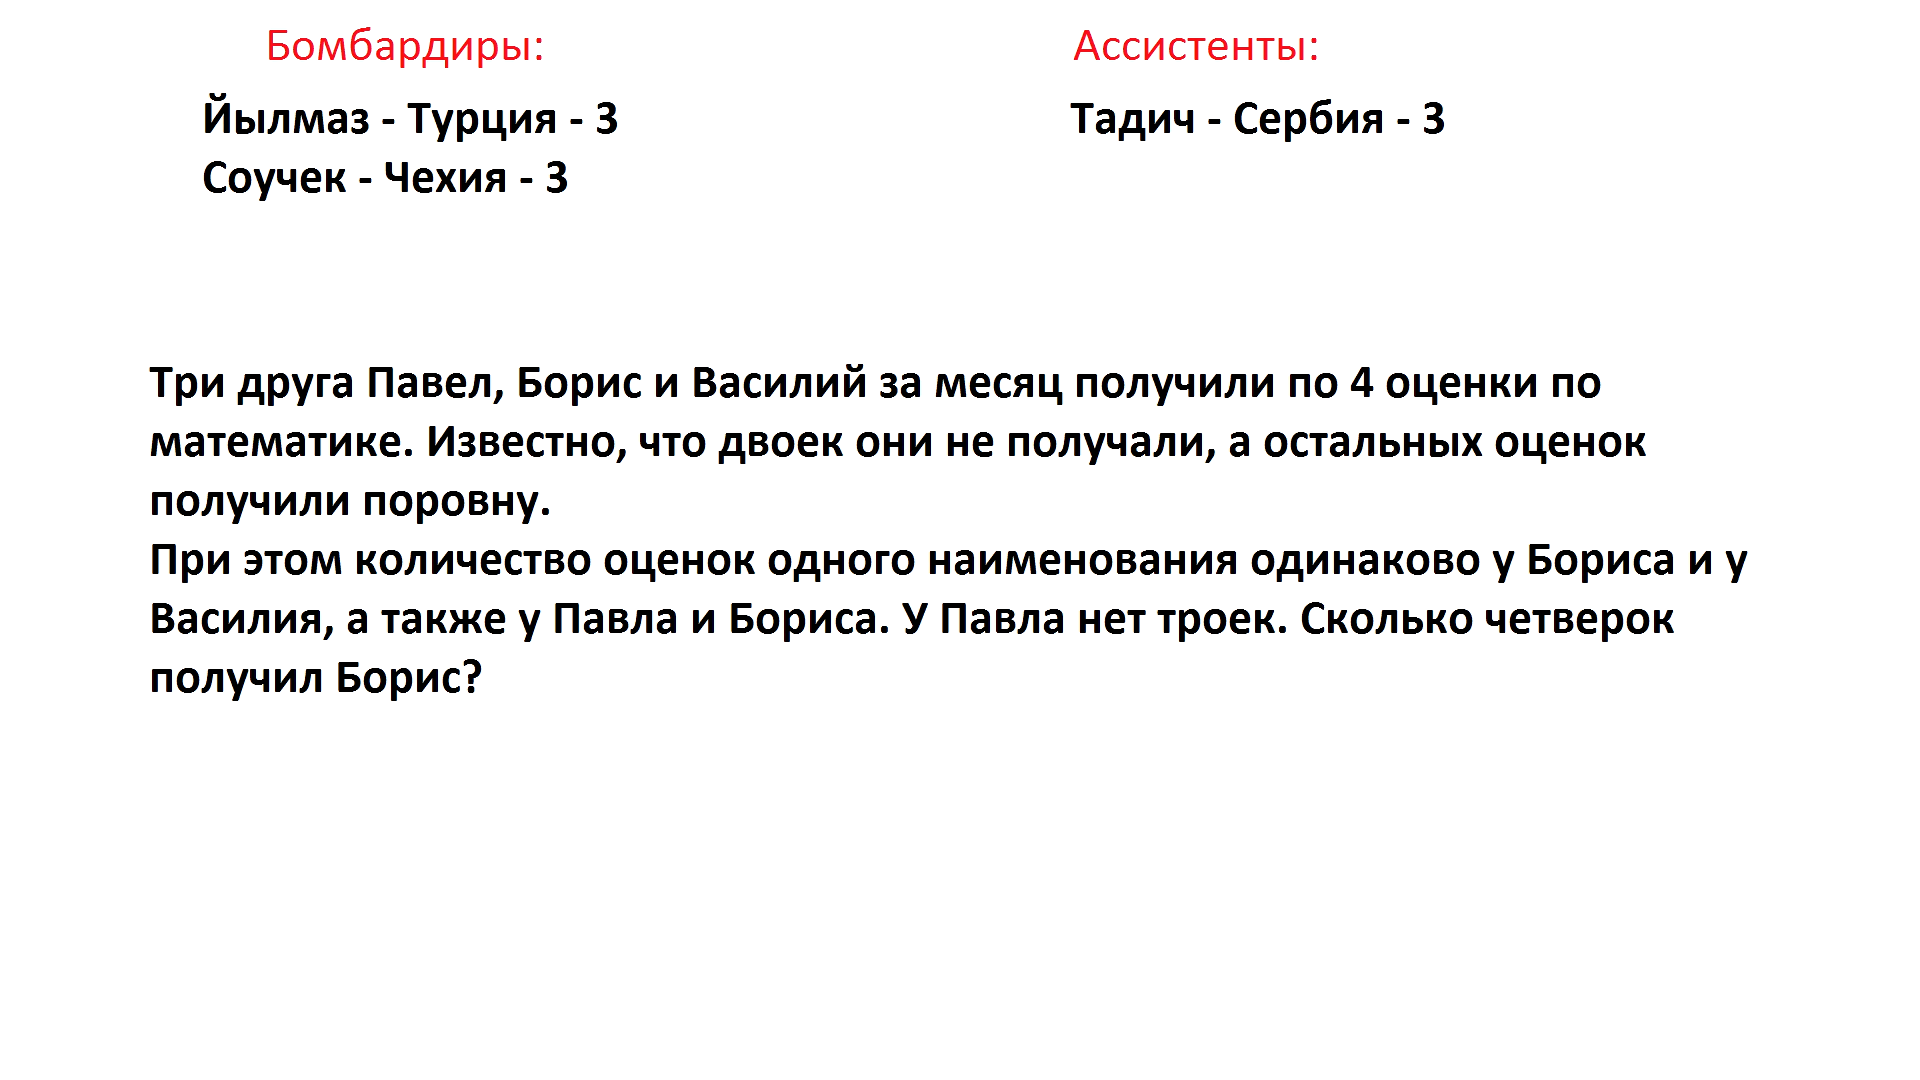 Бомбардиры:
Йылмаз - Турция - 3
Соучек - Чехия - 3
Ассистенты:
Тадич - Сербия - 3
Три друга Павел, Борис и Василий за месяц получили по 4 оценки по
математике. Известно, что двоек они не получали, а остальных оценок
получили поровну.
При этом количество оценок одного наименования одинаково у Бориса и у
Василия, а также у Павла и Бориса. У Павла нет троек. Сколько четверок
получил Борис?